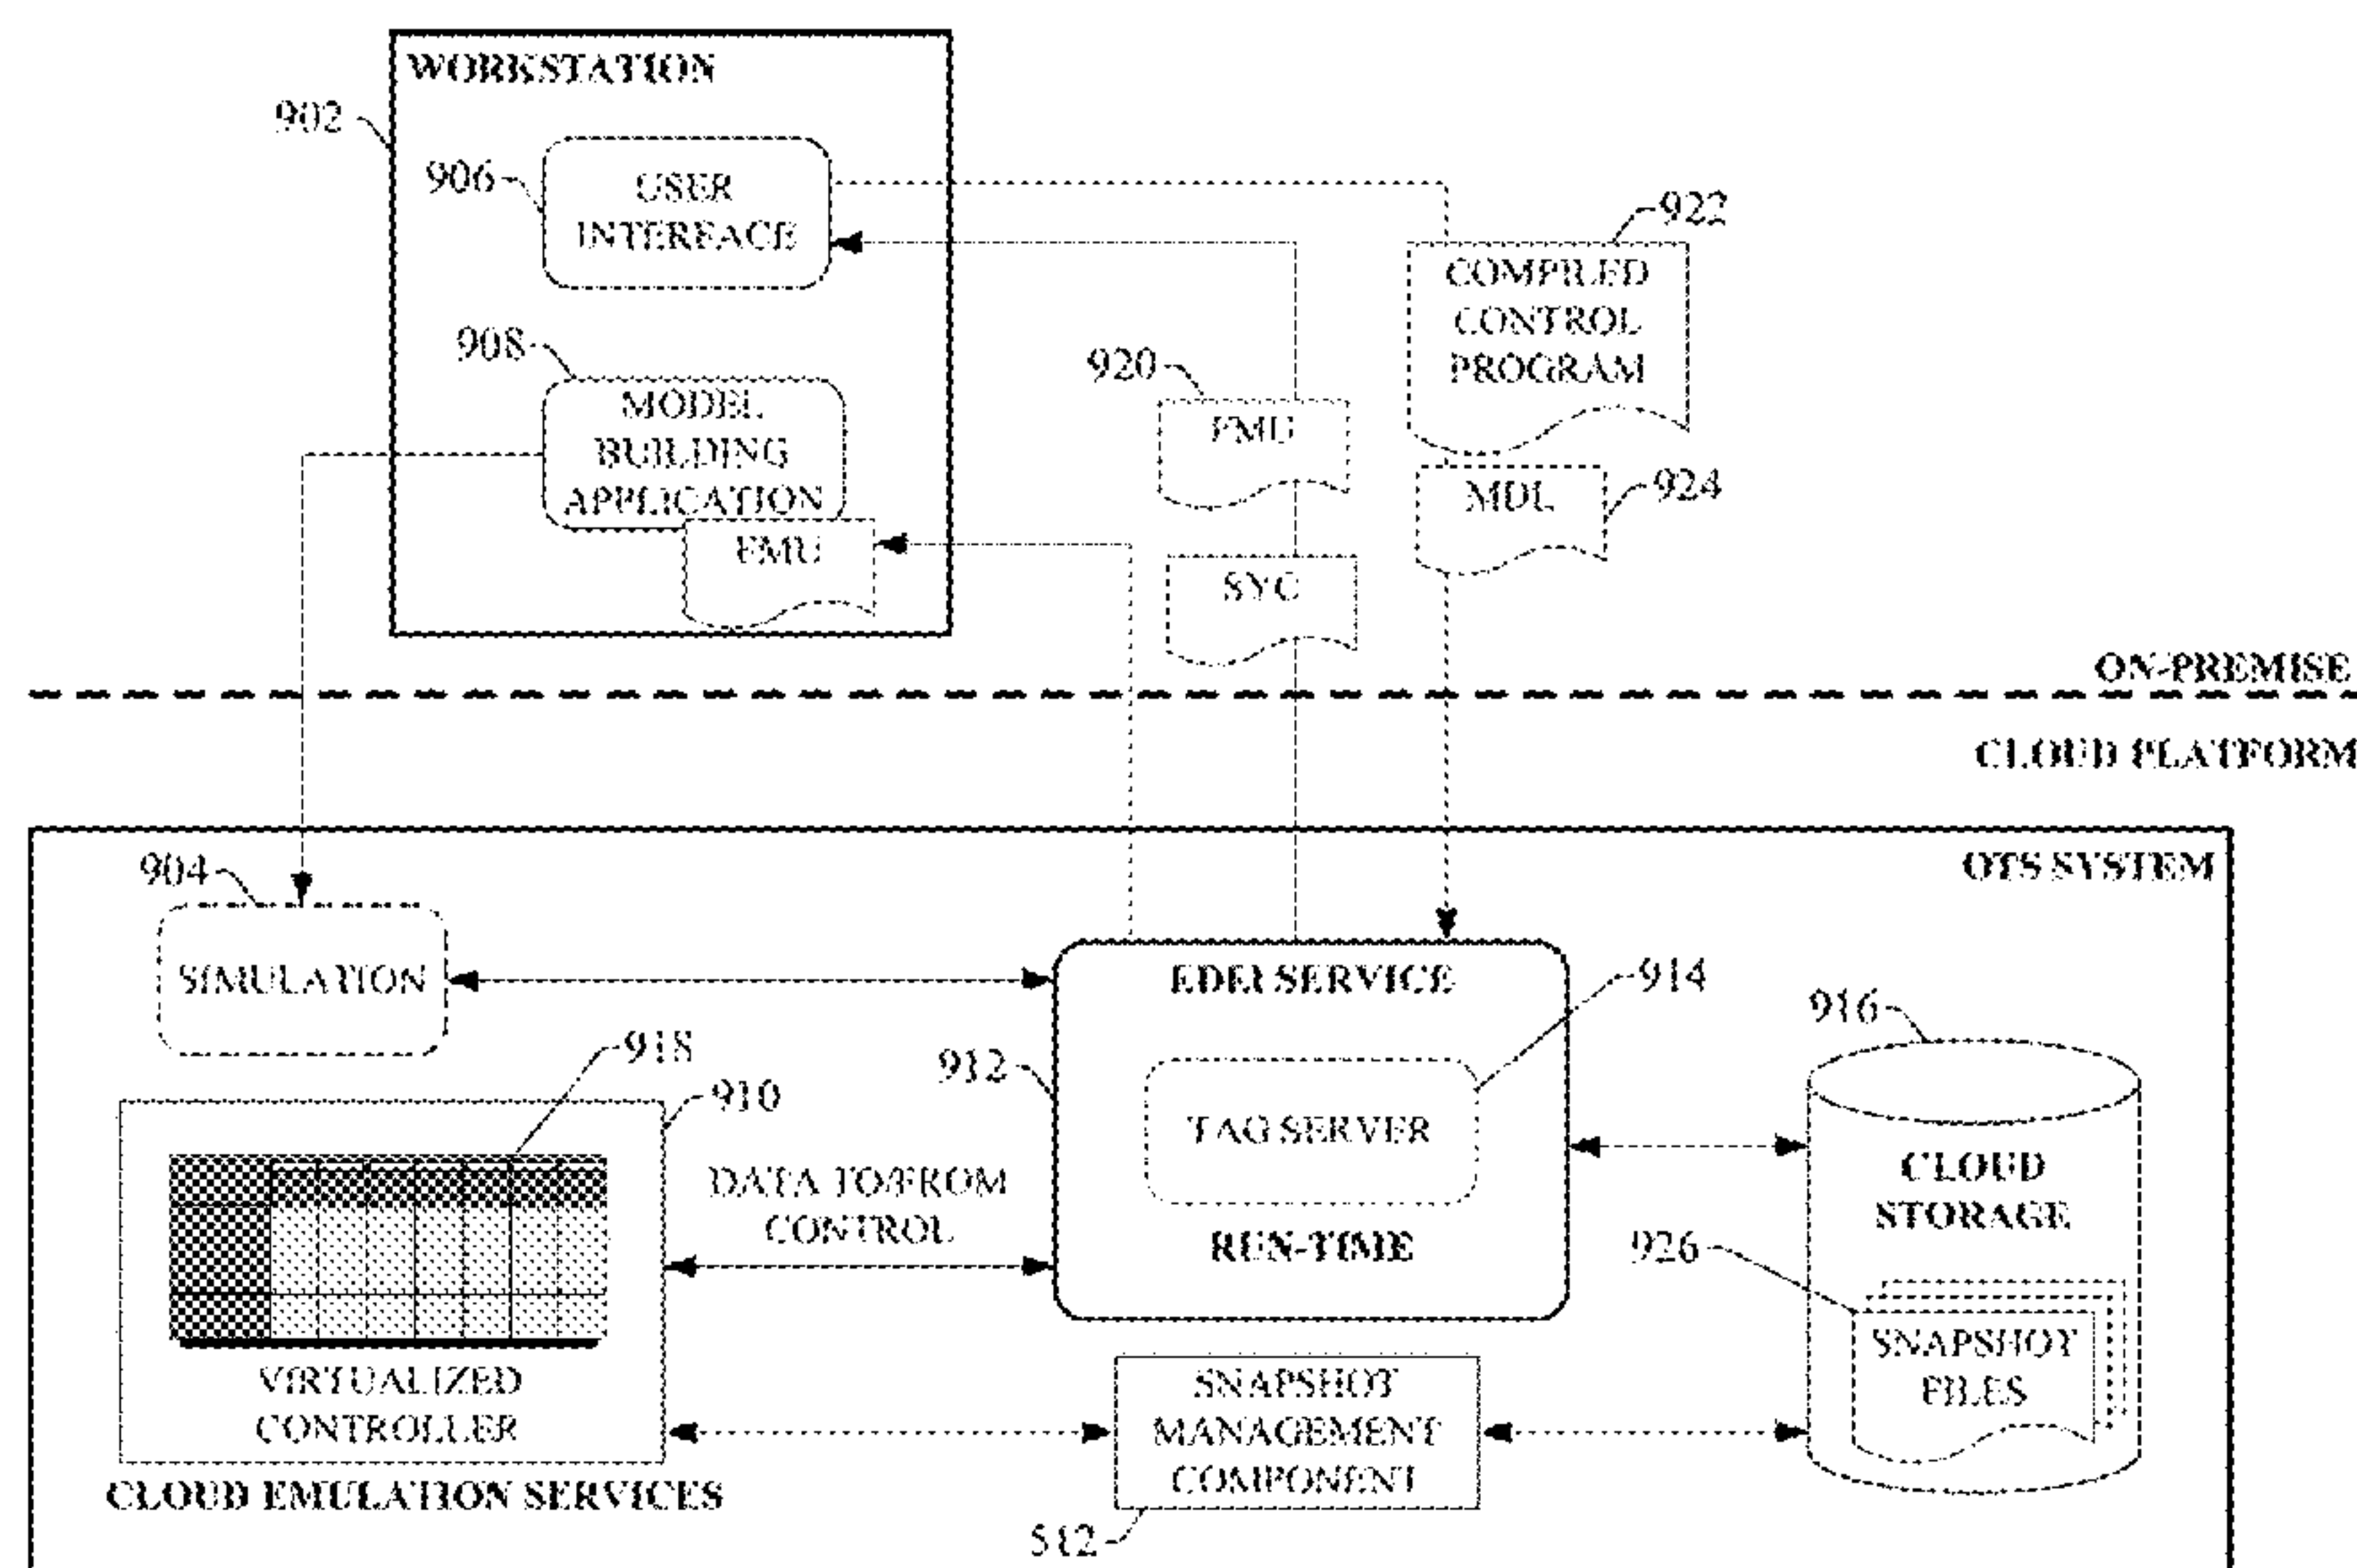 WORKSTATION
902
906
USER
INTERFACE
922
COMPILED
CONTROL
PROGRAM
908
MODEL
BUILDING
APPLICATION
FMU
920
FMU
MDL
924
SYC
ON-PREMISE
CLOUD PLATFORM
OTS SYSTEM
904
SIMULATION
EDEI SERVICE
914
916
918
912
910
TAG SERVER
DATA TO/FROM
CONTROL
RUN-TIME
CLOUD
STORAGE
926
SNAPSHOT
FILES
VIRTUALIZED
CONTROLLER
SNAPSHOT
MANAGEMENT
COMPONENT
CLOUD EMULATION SERVICES
512